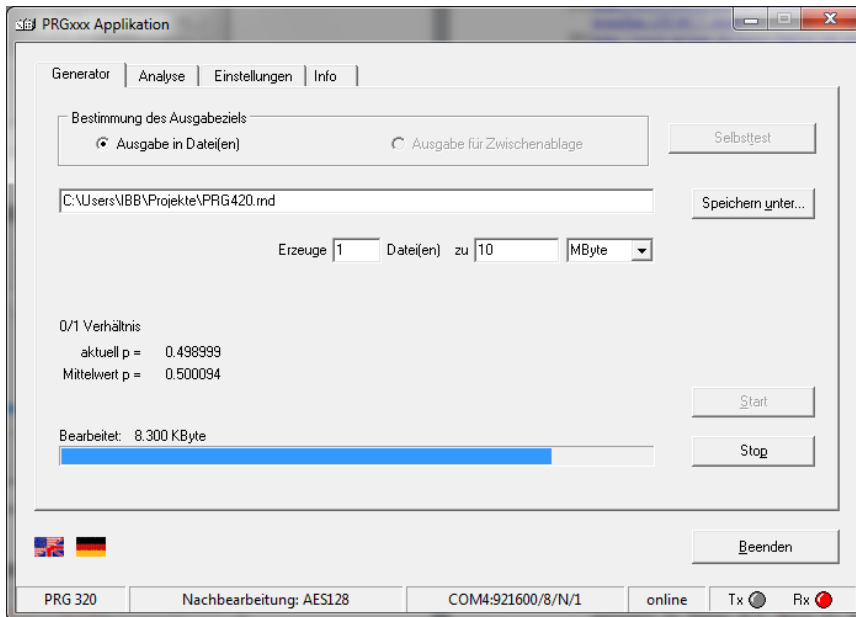 PRGxxx Applikation
Generator Analyse Einstellungen Info
Bestimmung des Ausgabeziels
Ausgabe in Datei(en) Ausgabe für Zwischenablage
Selbsttest
C:\Users\IBB\Projekte\PRG420.rnd
Speichern unter...
Erzeuge 1 Datei(en) zu 10 MByte
0/1 Verhältnis
aktuell p = 0.498999
Mittelwert p = 0.500094
Start
Bearbeitet: 8.300 KByte
Stop
Beenden
PRG 320 Nachbearbeitung: AES128 COM4:921600/8/N/1 online Tx Rx